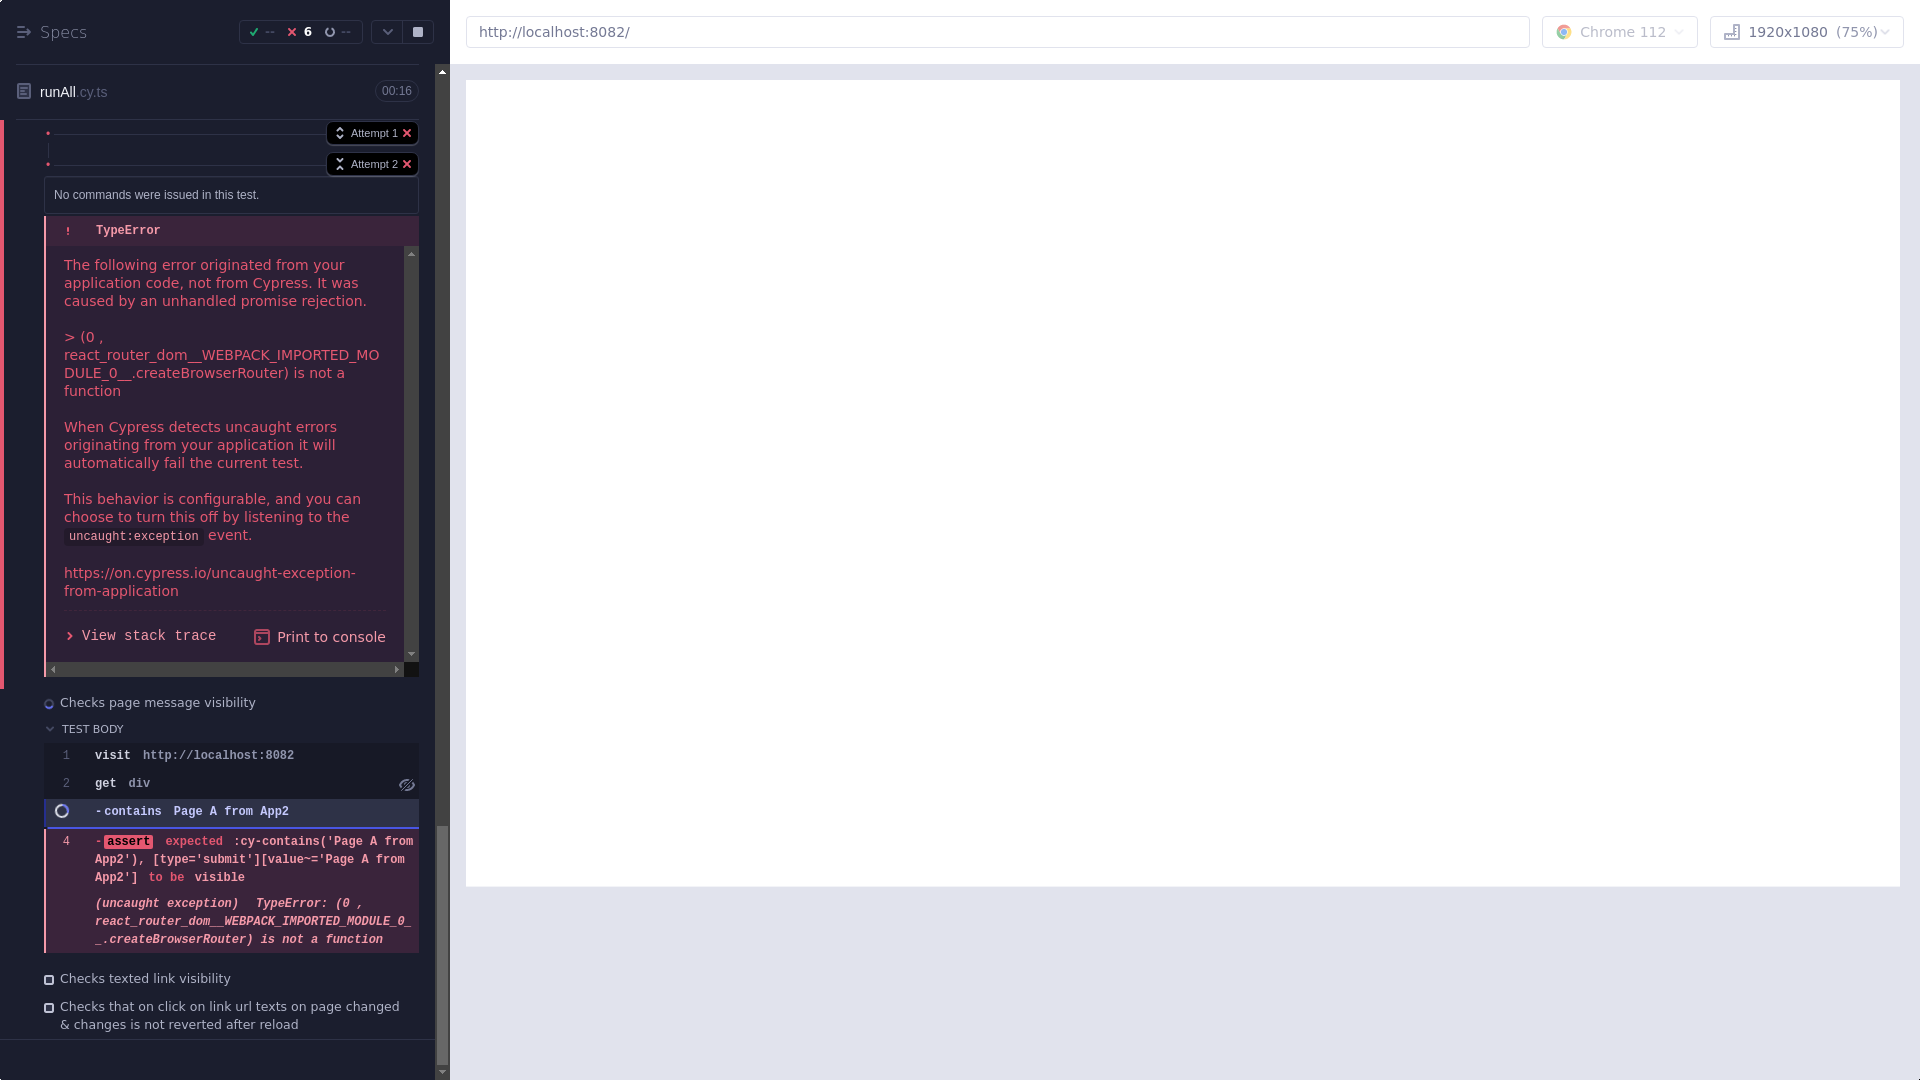 Specs
-- 6 --
runAll.cy.ts 00:16
Attempt 1
Attempt 2
No commands were issued in this test.
! TypeError
The following error originated from your
application code, not from Cypress. It was
caused by an unhandled promise rejection.
> (0 ,
react_router_dom__WEBPACK_IMPORTED_MO
DULE_0__.createBrowserRouter) is not a
function
When Cypress detects uncaught errors
originating from your application it will
automatically fail the current test.
This behavior is configurable, and you can
choose to turn this off by listening to the
uncaught:exception event.
https://on.cypress.io/uncaught-exception-
from-application
View stack trace Print to console
Checks page message visibility
TEST BODY
1 visit http://localhost:8082
2 get div
-contains Page A from App2
4 -assert expected :cy-contains('Page A from
App2'), [type='submit'][value~='Page A from
App2'] to be visible
(uncaught exception) TypeError: (0 ,
react_router_dom__WEBPACK_IMPORTED_MODULE_0_
_.createBrowserRouter) is not a function
Checks texted link visibility
Checks that on click on link url texts on page changed
& changes is not reverted after reload
http://localhost:8082/
Chrome 112
1920x1080 (75%)